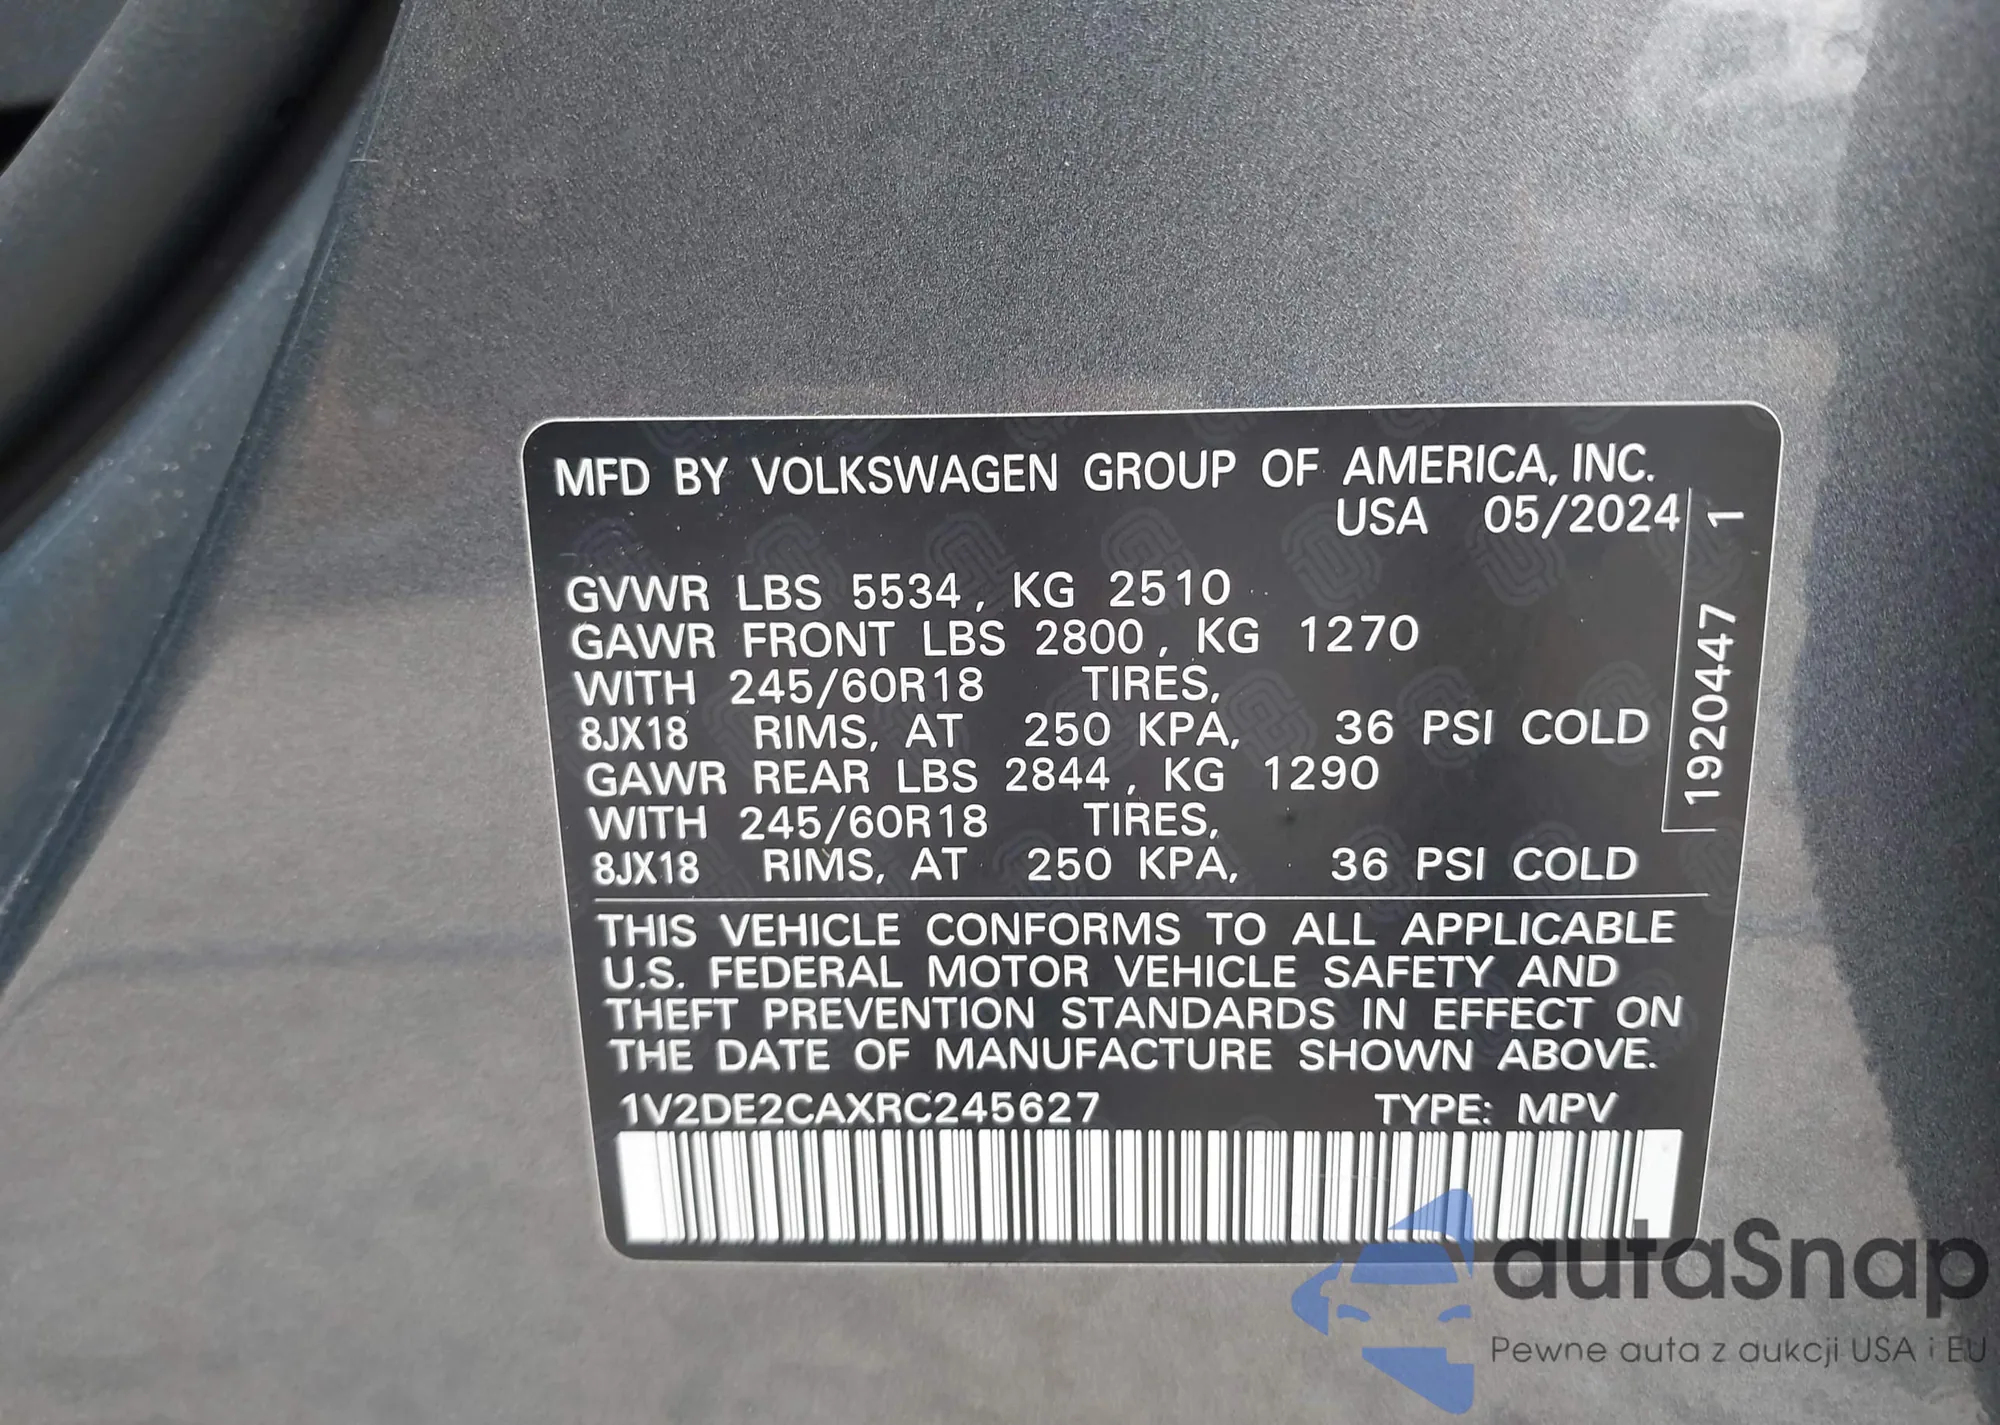 MFD BY VOLKSWAGEN GROUP OF AMERICA, INC.
USA 05/2024
1920447 1
GVWR LBS 5534, KG 2510
GAWR FRONT LBS 2800, KG 1270
WITH 245/60R18 TIRES,
8JX18 RIMS, AT 250 KPA, 36 PSI COLD
GAWR REAR LBS 2844, KG 1290
WITH 245/60R18 TIRES,
8JX18 RIMS, AT 250 KPA, 36 PSI COLD
THIS VEHICLE CONFORMS TO ALL APPLICABLE
U.S. FEDERAL MOTOR VEHICLE SAFETY AND
THEFT PREVENTION STANDARDS IN EFFECT ON
THE DATE OF MANUFACTURE SHOWN ABOVE.
1V2DE2CAXRC245627 TYPE: MPV
autaSnap
Pewne auta z aukcji USA i EU